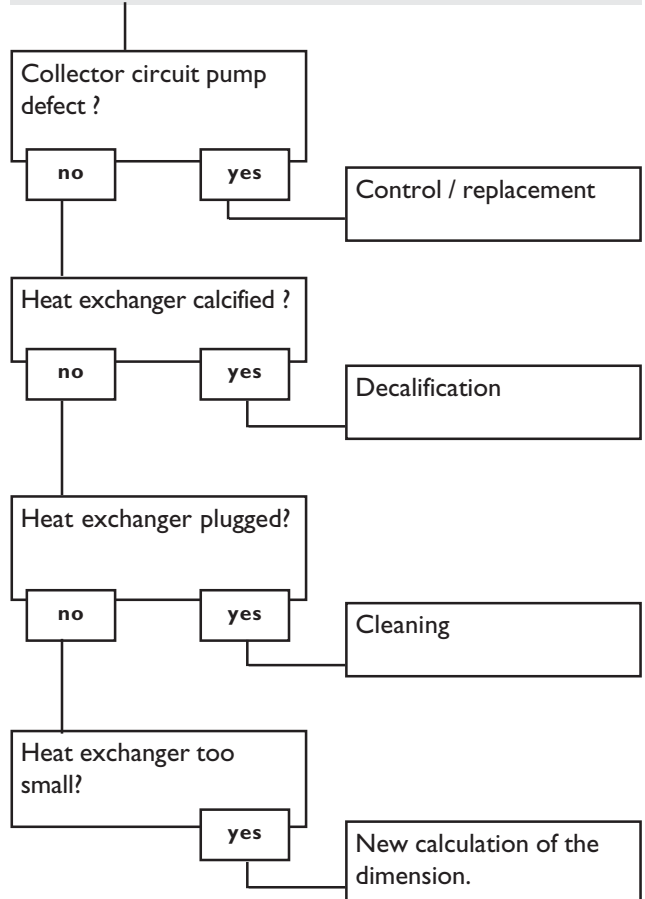 Collector circuit pump
defect ?
no
yes
Control / replacement
Heat exchanger calcified ?
no
yes
Decalification
Heat exchanger plugged?
no
yes
Cleaning
Heat exchanger too
small?
yes
New calculation of the
dimension.